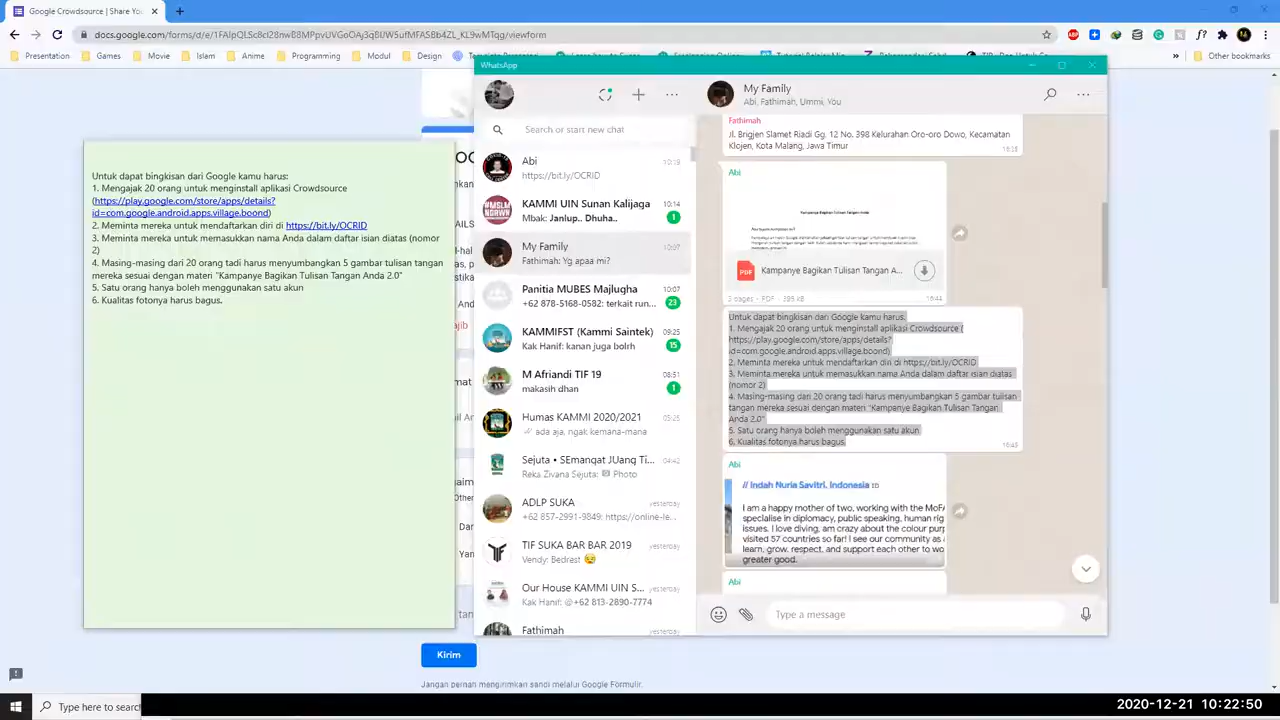 Google Crowdsource | Share Yo
docs.google.com/forms/d/e/
Anime
Programming
Modul
Design
Other bookmarks
WhatsApp
My Family
Abi, Fathimah, Ummi, You
Search or start new chat
Abi
10:19
https://bit.ly/OCRID
KAMMI UIN Sunan Kalijaga
10:14
Mbak: Janlup.. Dhuha..
1
My Family
Fathimah: Yg apaa mi?
Panitia MUBES Majlugha
10:07
+62 878-5168-0582: terkait run...
23
KAMMIFST (Kammi Saintek)
09:25
Kak Hanif: kanan juga bolrh
15
M Afriandi TIF 19
08:51
makasih dhan
1
Humas KAMMI 2020/2021
05:25
ada aja, ngak kemana-mana
Sejuta • SEmangat JUang Ti...
04:42
Reka Zivana Sejuta: Photo
ADLP SUKA
yesterday
+62 857-2991-9849: https://online-le...
TIF SUKA BAR BAR 2019
yesterday
Vendy: Bedrest 😪
Our House KAMMI UIN S...
yesterday
Kak Hanif: @+62 813-2890-7774
Fathimah
yesterday
Fathimah
Jl. Brigjen Slamet Riadi Gg. 12 No. 398 Kelurahan Oro-oro Dowo, Kecamatan
Klojen, Kota Malang, Jawa Timur
Abi
Kampanye Bagikan Tulisan Tangan Anda
PDF
Kampanye Bagikan Tulisan Tangan A...
16:44
Untuk dapat bingkisan dari Google kamu harus:
1. Mengajak 20 orang untuk menginstall aplikasi Crowdsource (
https://play.google.com/store/apps/details?
id=com.google.android.apps.village.boond)
2. Meminta mereka untuk mendaftarkan diri di https://bit.ly/OCRID
3. Meminta mereka untuk memasukkan nama Anda dalam daftar isian diatas
(nomor 2)
4. Masing-masing dari 20 orang tadi harus menyumbangkan 5 gambar tulisan
tangan mereka sesuai dengan materi "Kampanye Bagikan Tulisan Tangan
Anda 2.0"
5. Satu orang hanya boleh menggunakan satu akun
6. Kualitas fotonya harus bagus.
Abi
// Indah Nuria Savitri, Indonesia
I am a happy mother of two, working with the MoFA
specialise in diplomacy, public speaking, human rig
issues. I love diving, am crazy about the colour purp
visited 57 countries so far! I see our community as
learn, grow, respect, and support each other to wo
greater good.
Abi
Type a message
Untuk dapat bingkisan dari Google kamu harus:
1. Mengajak 20 orang untuk menginstall aplikasi Crowdsource
(https://play.google.com/store/apps/details?
id=com.google.android.apps.village.boond)
2. Meminta mereka untuk mendaftarkan diri di https://bit.ly/OCRID
3. Meminta mereka untuk memasukkan nama Anda dalam daftar isian diatas (nomor
4. Masing-masing dari 20 orang tadi harus menyumbangkan 5 gambar tulisan tangan
mereka sesuai dengan materi "Kampanye Bagikan Tulisan Tangan Anda 2.0"
5. Satu orang hanya boleh menggunakan satu akun
6. Kualitas fotonya harus bagus.
Kirim
Jangan pernah mengirimkan sandi melalui Google Formulir.
Type here to search
2020-12-21 10:22:50